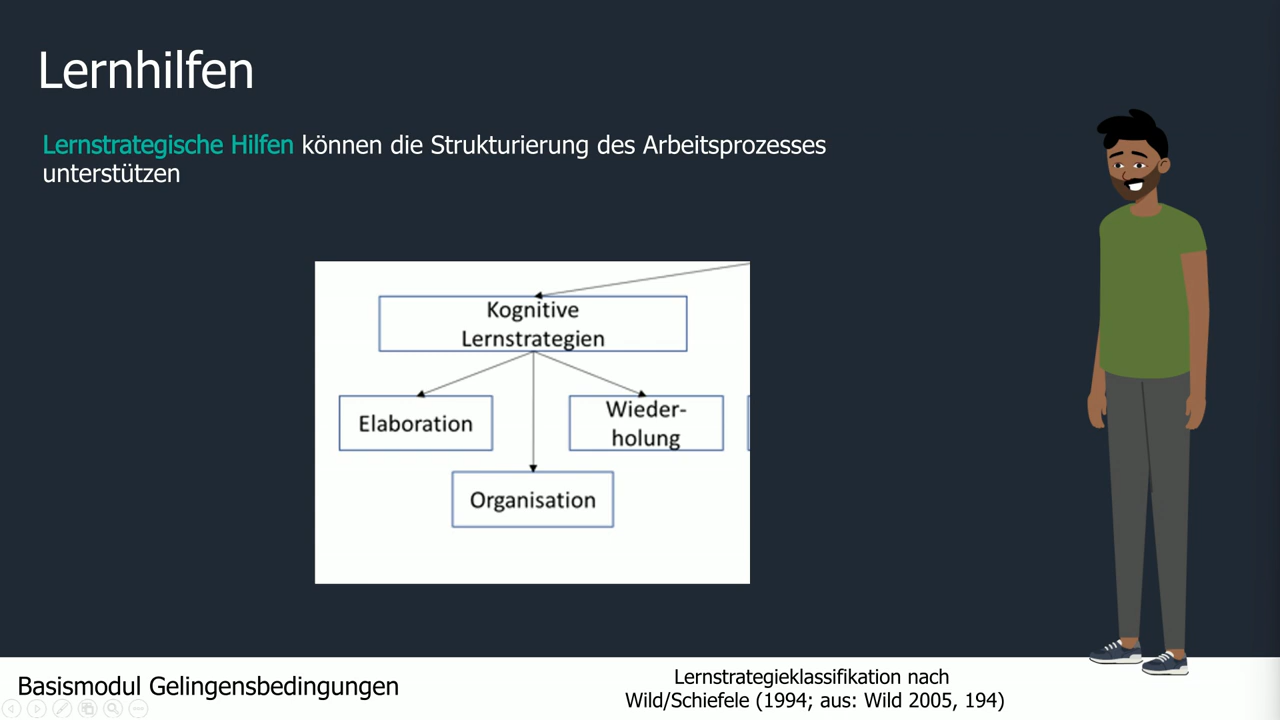 Lernhilfen
Lernstrategische Hilfen können die Strukturierung des Arbeitsprozesses
unterstützen
Kognitive
Lernstrategien
Elaboration
Wieder-
holung
Organisation
Basismodul Gelingensbedingungen
Lernstrategieklassifikation nach
Wild/Schiefele (1994; aus: Wild 2005, 194)